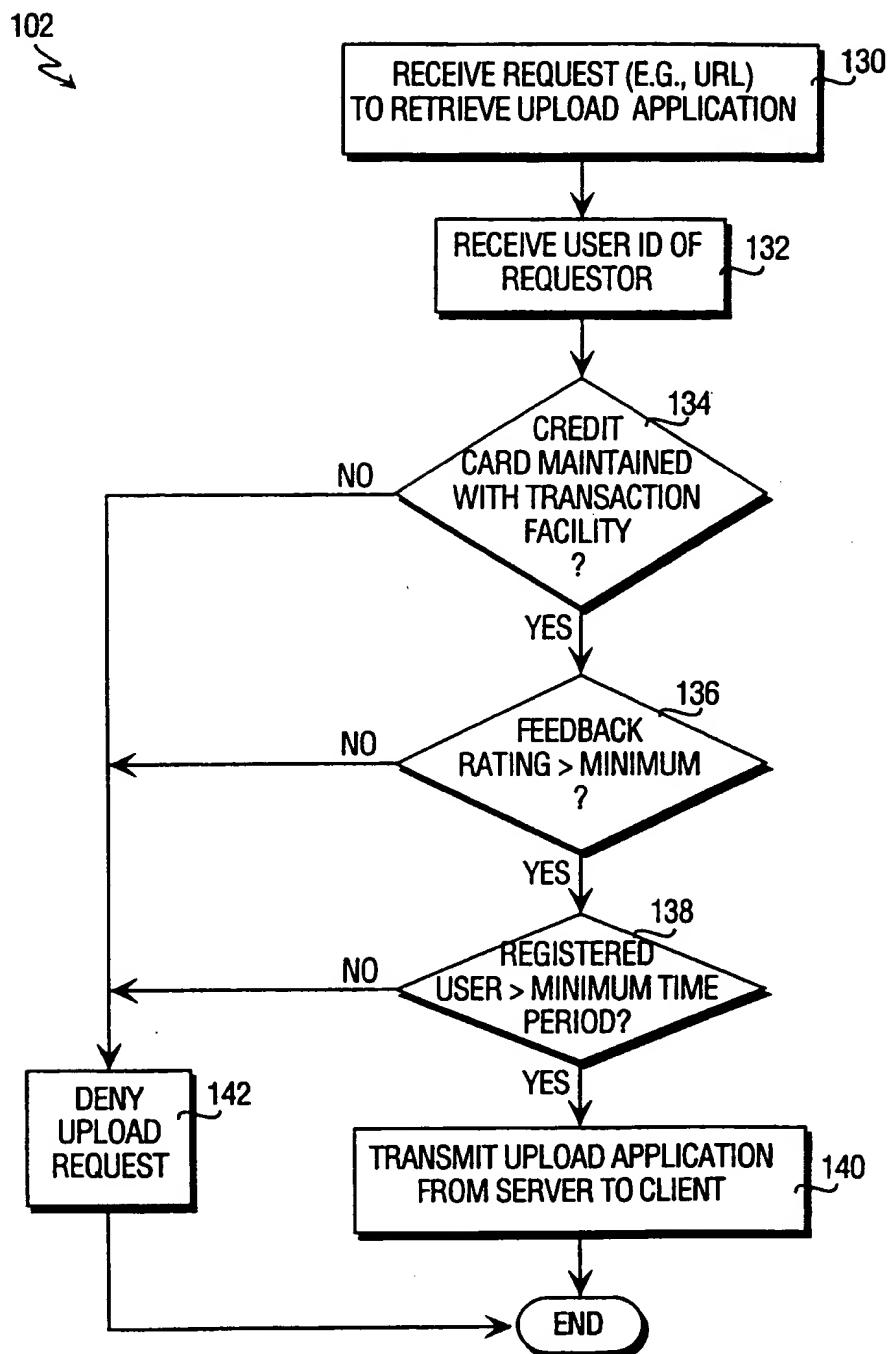 102
RECEIVE REQUEST (E.G., URL)
TO RETRIEVE UPLOAD APPLICATION
130
RECEIVE USER ID OF
REQUESTOR
132
CREDIT
CARD MAINTAINED
WITH TRANSACTION
FACILITY
?
134
NO
YES
FEEDBACK
RATING > MINIMUM
?
136
NO
YES
REGISTERED
USER > MINIMUM TIME
PERIOD?
138
NO
YES
DENY
UPLOAD
REQUEST
142
TRANSMIT UPLOAD APPLICATION
FROM SERVER TO CLIENT
140
END